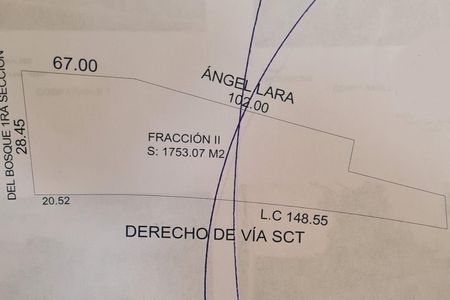 67.00
ÁNGEL LARA
102.00
DEL BOSQUE 1RA SECCIÓN
28.45
FRACCIÓN II
S: 1753.07 M2
20.52
L.C 148.55
DERECHO DE VÍA SCT